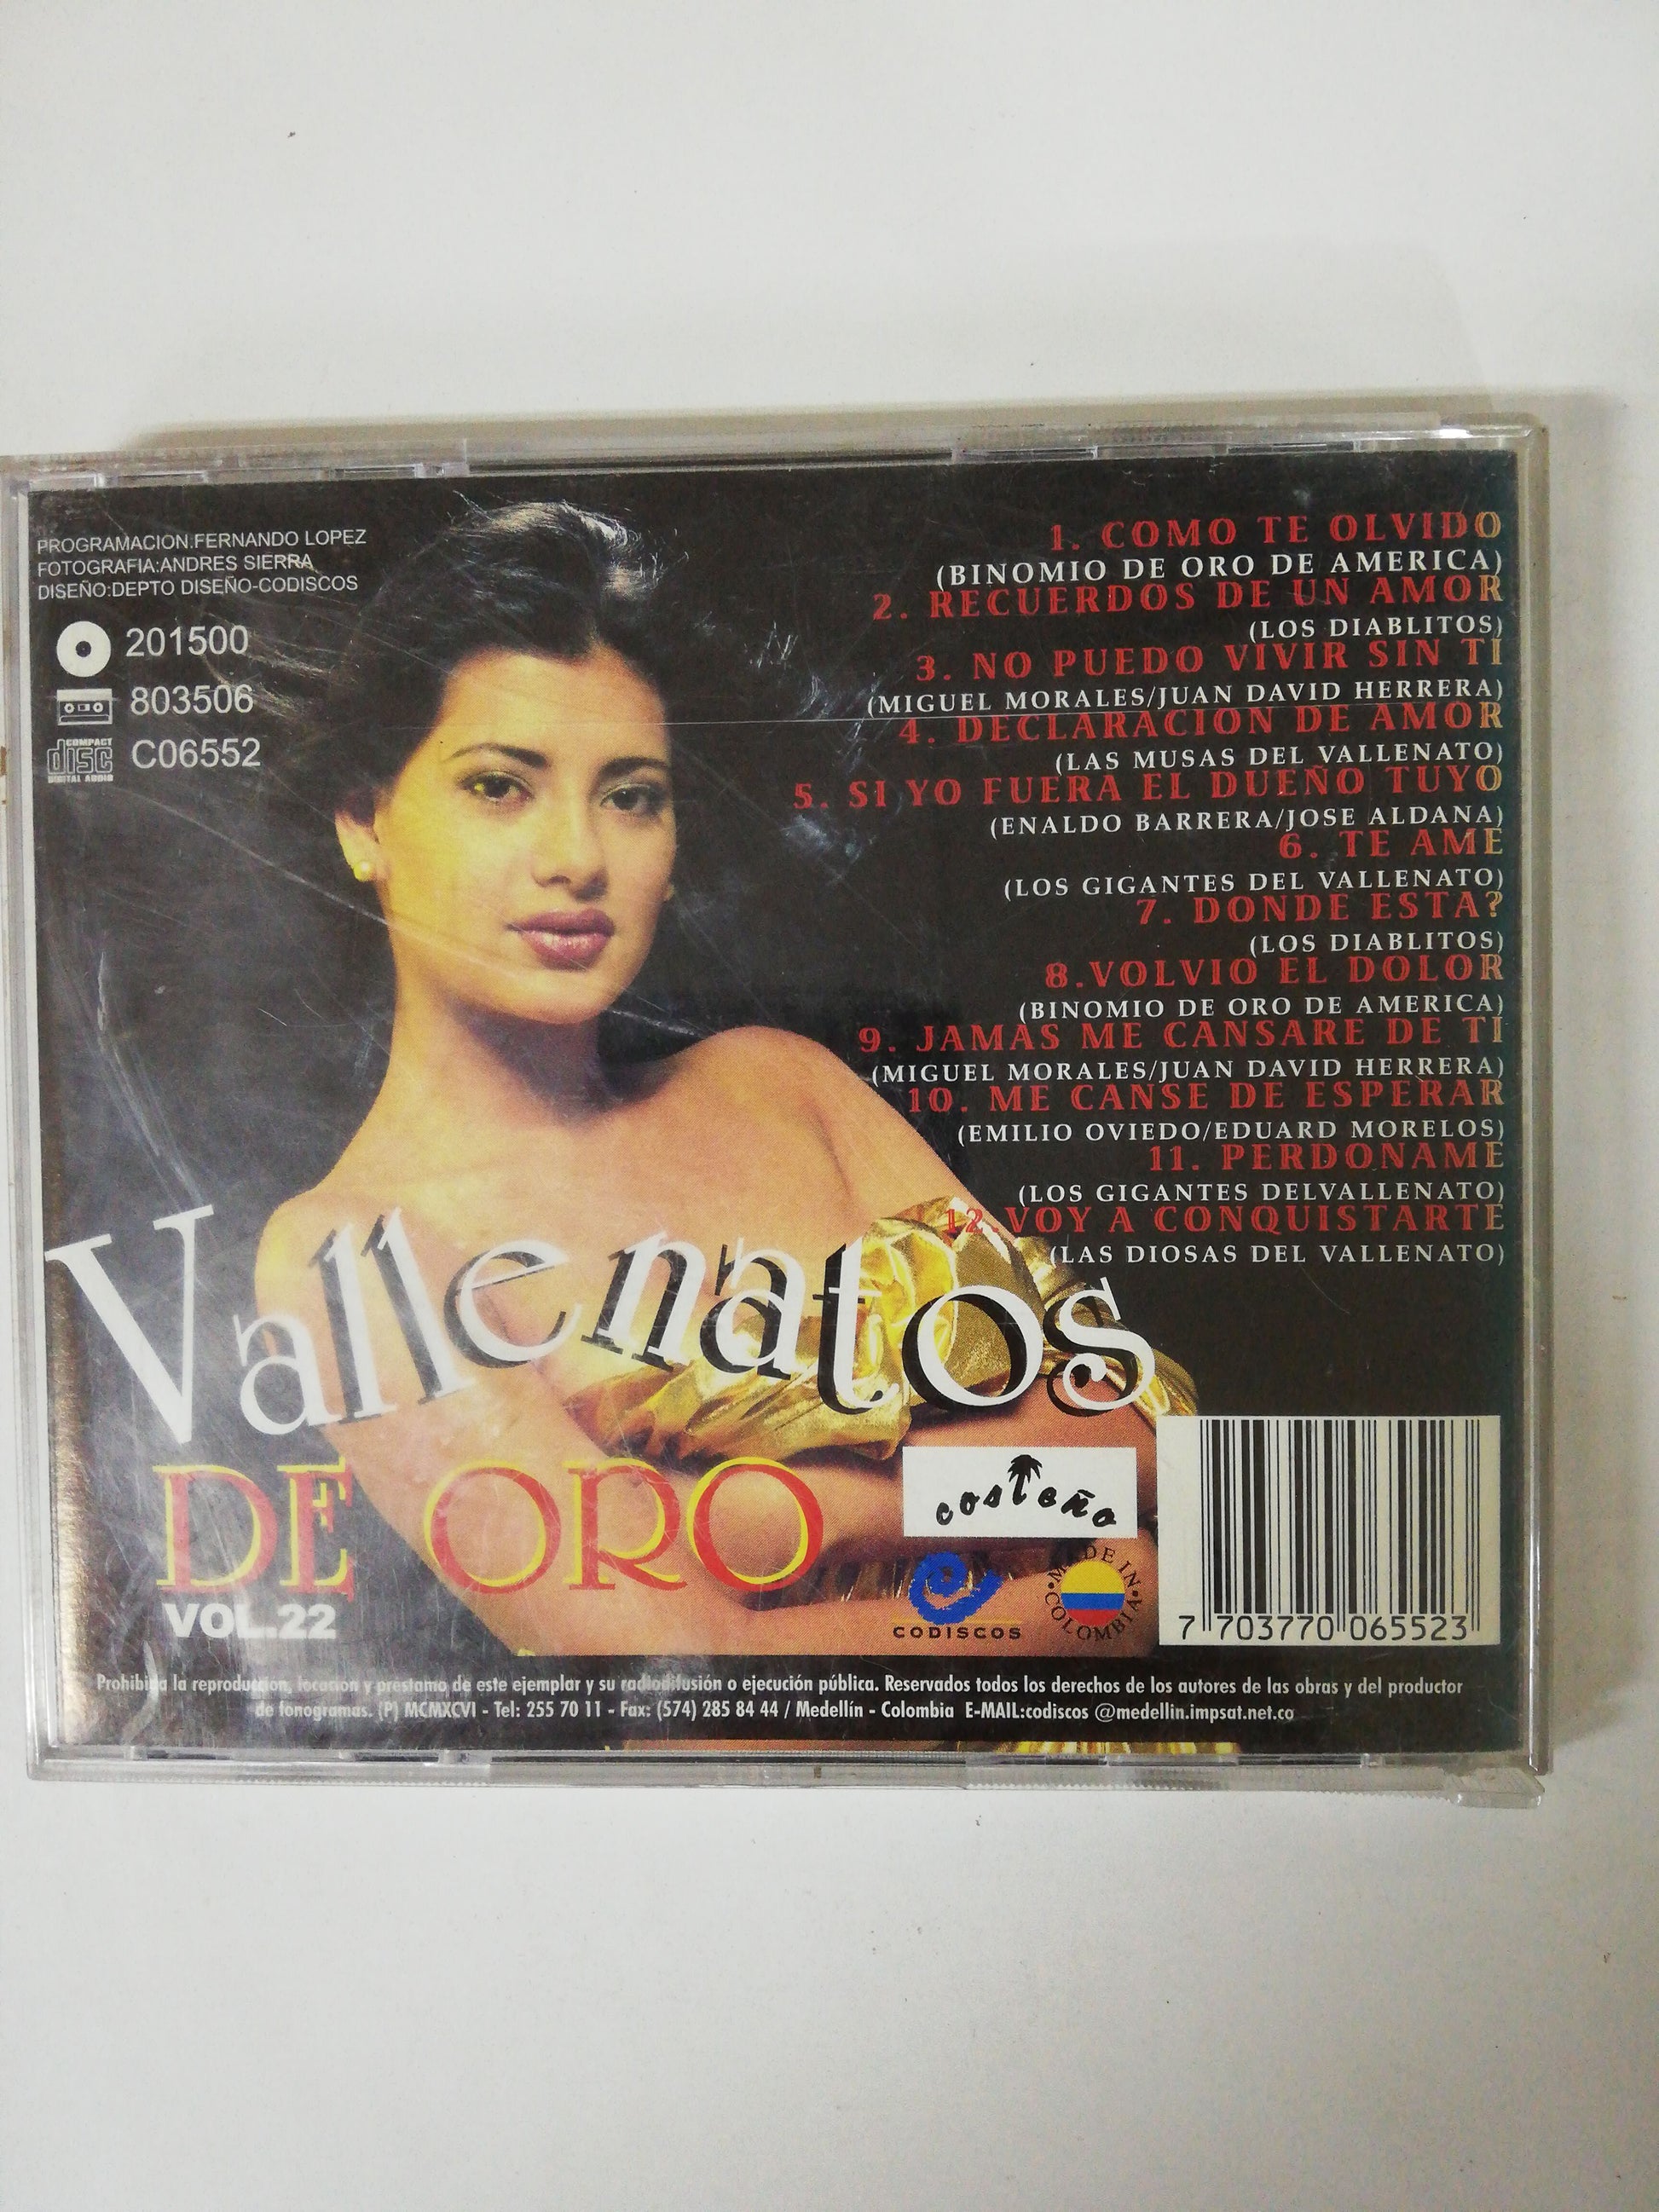 PROGRAMACION:FERNANDO LOPEZ
FOTOGRAFIA:ANDRES SIERRA
DISEÑO:DEPTO DISEÑO-CODISCOS
201500
803506
COMPACT
disc
DIGITAL AUDIO
C06552
1. COMO TE OLVIDO
(BINOMIO DE ORO DE AMERICA)
2. RECUERDOS DE UN AMOR
(LOS DIABLITOS)
3. NO PUEDO VIVIR SIN TI
(MIGUEL MORALES/JUAN DAVID HERRERA)
4. DECLARACION DE AMOR
(LAS MUSAS DEL VALLENATO)
5. SI YO FUERA EL DUEÑO TUYO
(ENALDO BARRERA/JOSE ALDANA)
6. TE AME
(LOS GIGANTES DEL VALLENATO)
7. DONDE ESTA?
(LOS DIABLITOS)
8.VOLVIO EL DOLOR
(BINOMIO DE ORO DE AMERICA)
9. JAMAS ME CANSARE DE TI
(MIGUEL MORALES/JUAN DAVID HERRERA)
10. ME CANSE DE ESPERAR
(EMILIO OVIEDO/EDUARD MORELOS)
11. PERDONAME
(LOS GIGANTES DELVALLENATO)
12.VOY A CONQUISTARTE
(LAS DIOSAS DEL VALLENATO)
Vallenatos
DE ORO
VOL.22
costeño
CODISCOS
MADE IN COLOMBIA
7 703770 065523
Prohibida la reproducción, locación y préstamo de este ejemplar y su radiodifusión o ejecución pública. Reservados todos los derechos de los autores de las obras y del productor
de fonogramas. (P) MCMXCVI - Tel: 255 70 11 - Fax: (574) 285 84 44 / Medellín - Colombia E-MAIL:codiscos @medellin.impsat.net.co